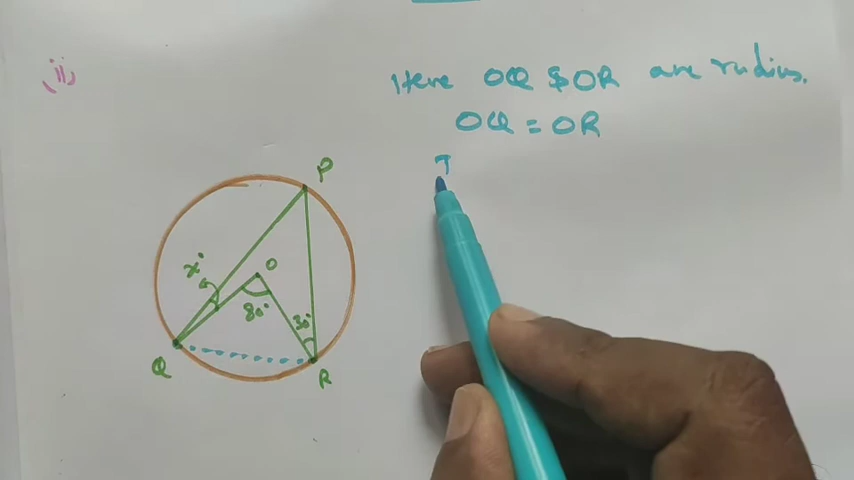 ii)
Here OQ & OR are radius.
OQ = OR
T
P
x°
O
80°
30°
Q
R